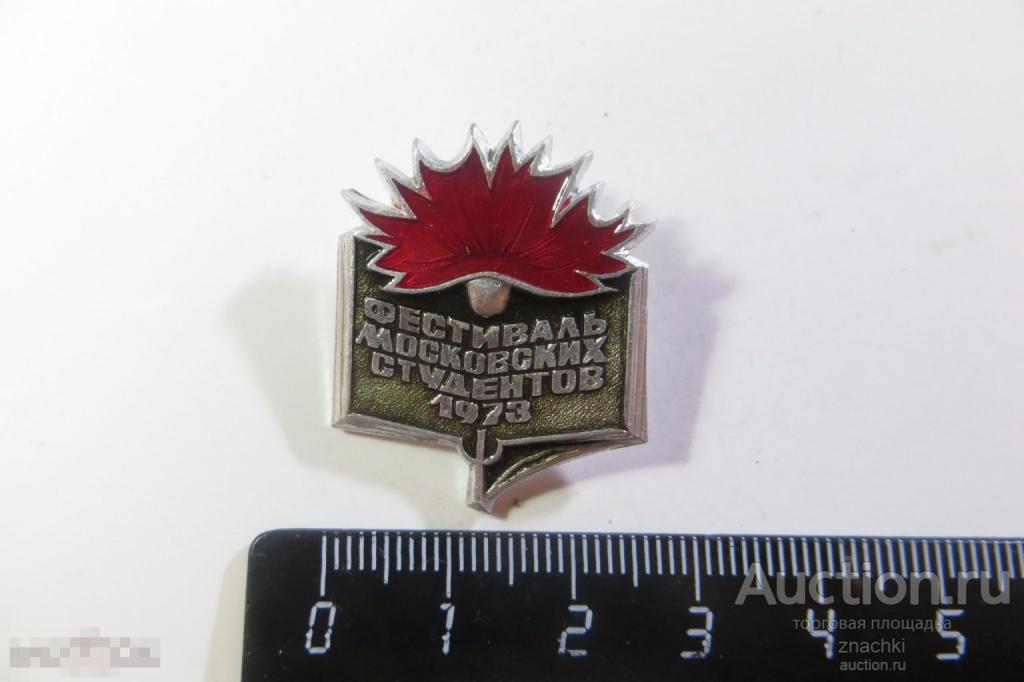 ФЕСТИВАЛЬ
МОСКОВСКИХ
СТУДЕНТОВ
1973
0 1 2 3 4 5
Auction.ru
торговая площадка
znachki
auction.ru